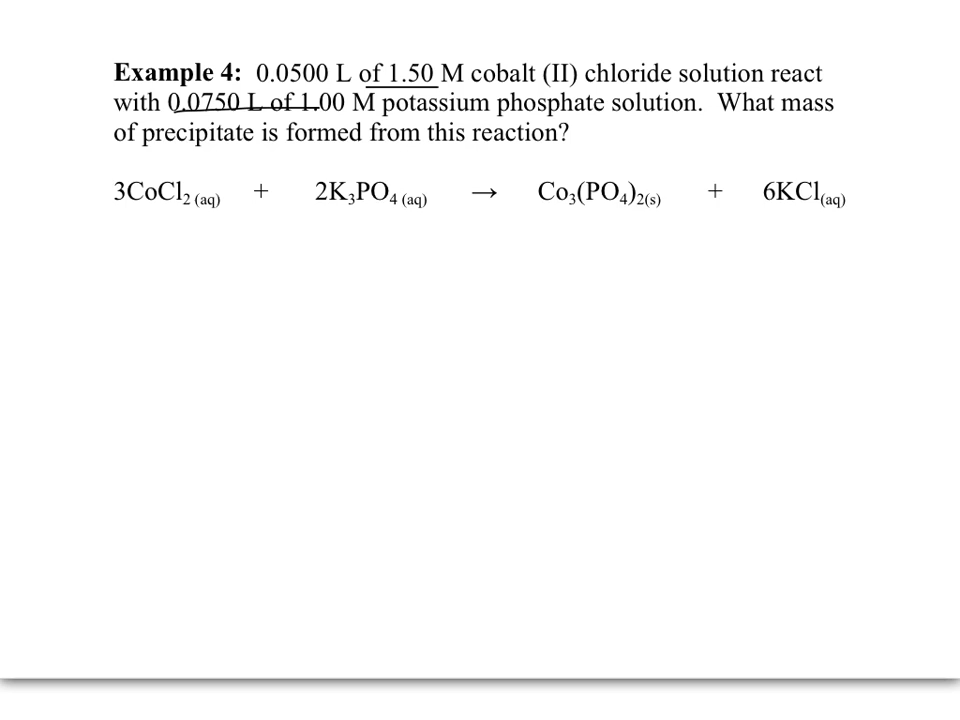 Example 4: 0.0500 L of 1.50 M cobalt (II) chloride solution react
with 0.0750 L of 1.00 M potassium phosphate solution. What mass
of precipitate is formed from this reaction?
3CoCl₂ (aq) + 2K₃PO₄ (aq) → Co₃(PO₄)₂(s) + 6KCl(aq)